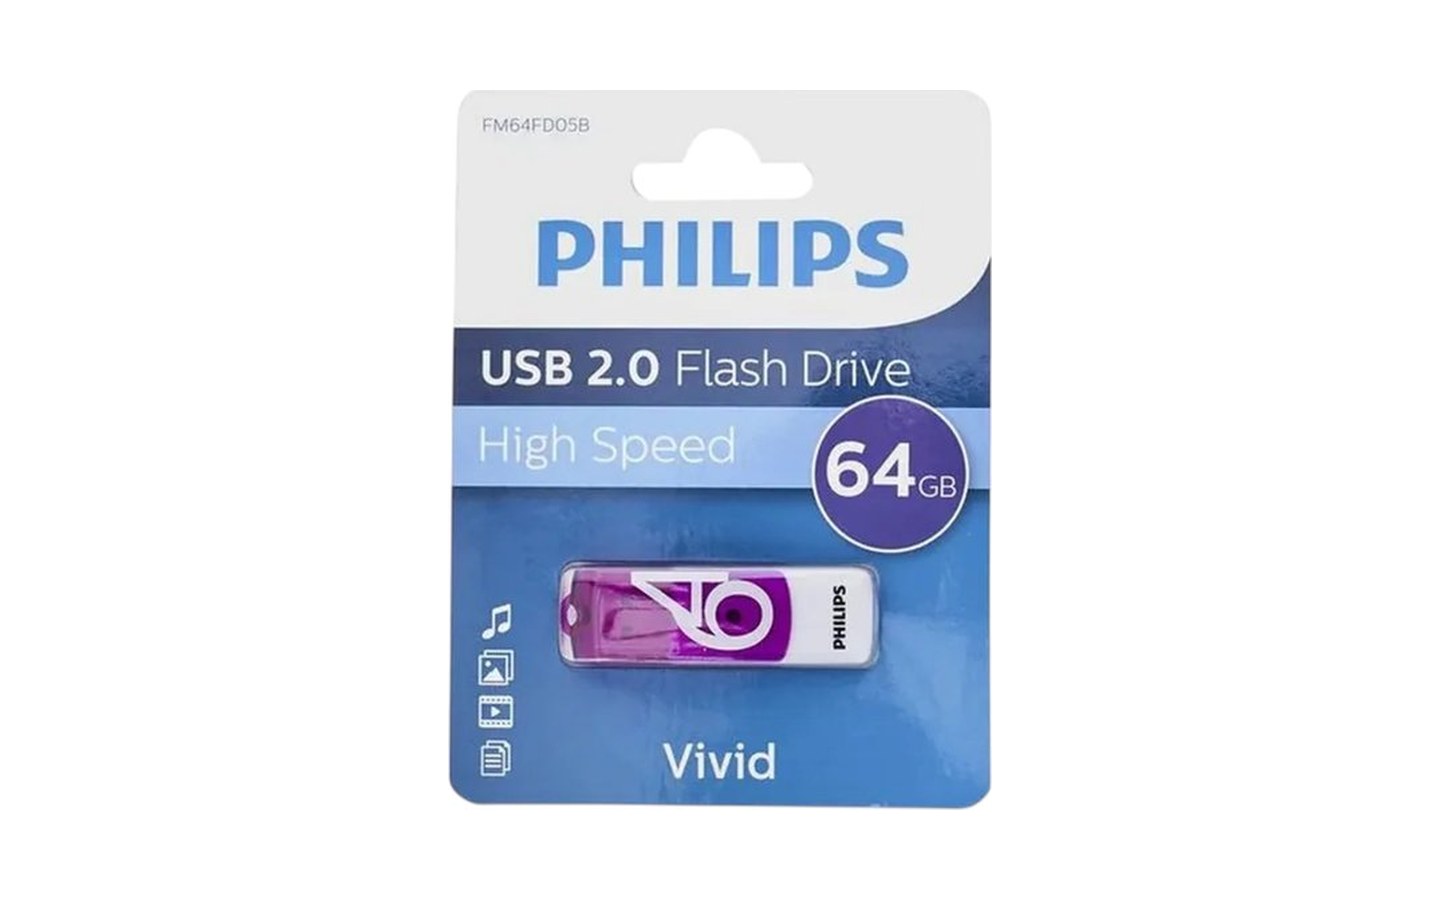 FM64FD05B
PHILIPS
USB 2.0 Flash Drive
High Speed
64GB
64
PHILIPS
Vivid